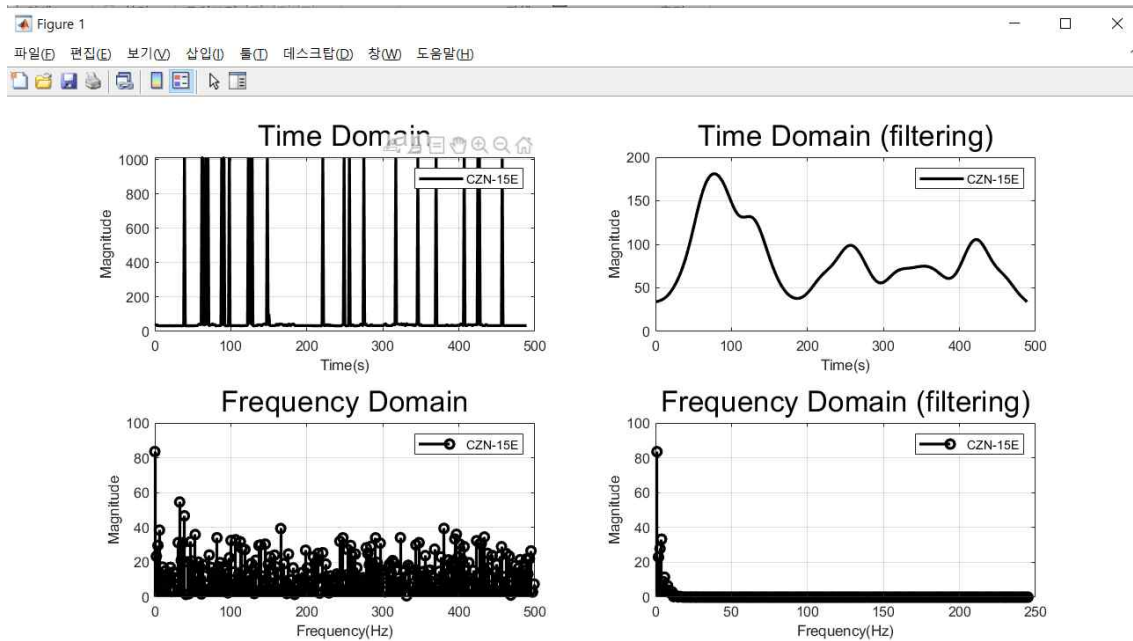 Figure 1
파일(F) 편집(E) 보기(V) 삽입(I) 툴(T) 데스크탑(D) 창(W) 도움말(H)
Time Domain
1000
800
600
400
200
0
0 100 200 300 400 500
Magnitude
Time(s)
CZN-15E
Time Domain (filtering)
200
150
100
50
0
0 100 200 300 400 500
Magnitude
Time(s)
CZN-15E
Frequency Domain
100
80
60
40
20
0
0 100 200 300 400 500
Magnitude
Frequency(Hz)
CZN-15E
Frequency Domain (filtering)
100
80
60
40
20
0
0 50 100 150 200 250
Magnitude
Frequency(Hz)
CZN-15E